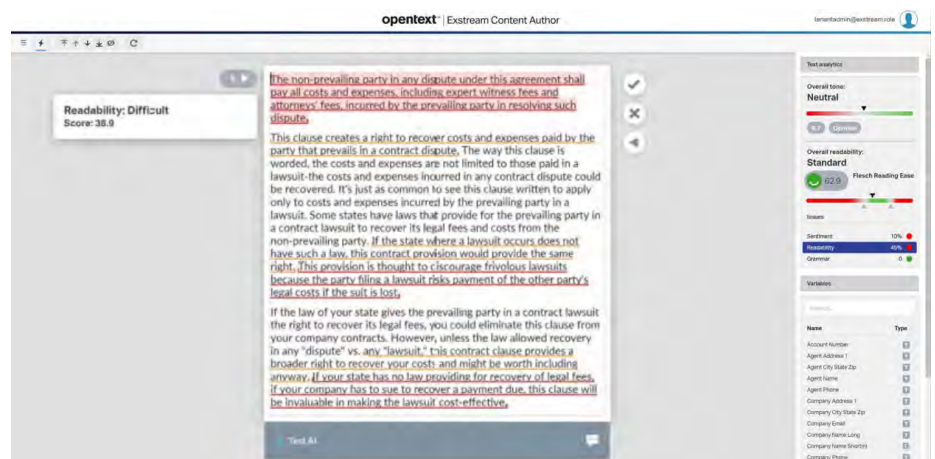 opentext™ | Exstream Content Author
tenantadmin@exstream.role
Text analytics
Overall tone:
Neutral
Opinion
Overall readability:
Standard
62.9
Flesch Reading Ease
Issues
Sentiment 10%
Readability 45%
Grammar 0
Variables
Name Type
Account Number
Agent Address 1
Agent City State Zip
Agent Name
Agent Phone
Company Address 1
Company City State Zip
Company Email
Company Name Long
Company Name Short
Company Phone
Readability: Difficult
Score: 38.9
The non-prevailing party in any dispute under this agreement shall
pay all costs and expenses, including expert witness fees and
attorneys' fees, incurred by the prevailing party in resolving such
dispute.
This clause creates a right to recover costs and expenses paid by the
party that prevails in a contract dispute. The way this clause is
worded, the costs and expenses are not limited to those paid in a
lawsuit-the costs and expenses incurred in any contract dispute could
be recovered. It's just as common to see this clause written to apply
only to costs and expenses incurred by the prevailing party in a
lawsuit. Some states have laws that provide for the prevailing party in
a contract lawsuit to recover its legal fees and costs from the
non-prevailing party. If the state where a lawsuit occurs does not
have such a law, this contract provision would provide the same
right. This provision is thought to discourage frivolous lawsuits
because the party filing a lawsuit risks payment of the other party's
legal costs if the suit is lost.
If the law of your state gives the prevailing party in a contract lawsuit
the right to recover its legal fees, you could eliminate this clause from
your company contracts. However, unless the law allowed recovery
in any "dispute" vs. any "lawsuit," this contract clause provides a
broader right to recover your costs and might be worth including
anyway. If your state has no law providing for recovery of legal fees,
if your company has to sue to recover a payment due, this clause will
be invaluable in making the lawsuit cost-effective.
Text AI